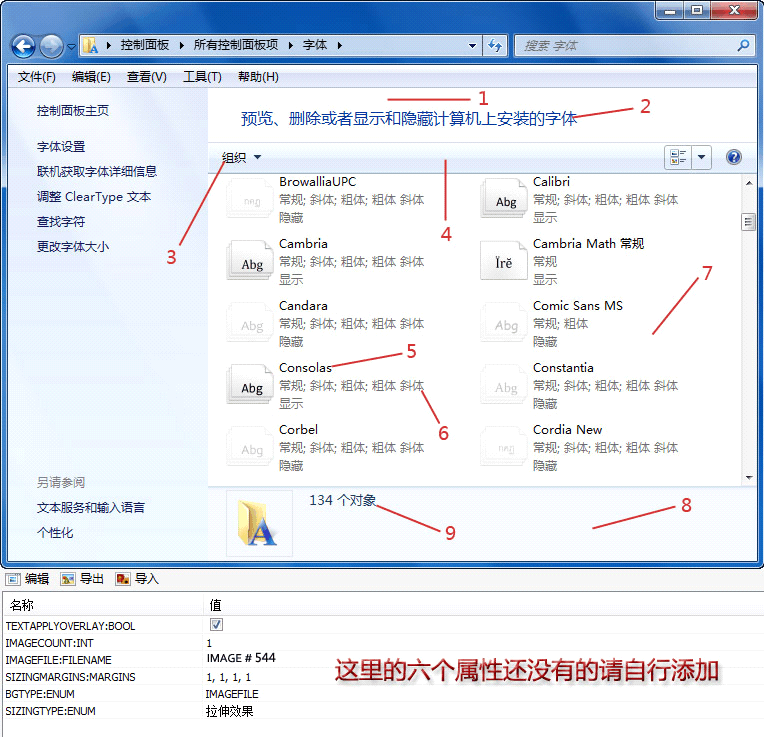 控制面板 ▸ 所有控制面板项 ▸ 字体 ▸
搜索 字体
文件(F) 编辑(E) 查看(V) 工具(T) 帮助(H)
控制面板主页
字体设置
联机获取字体详细信息
调整 ClearType 文本
查找字符
更改字体大小
另请参阅
文本服务和输入语言
个性化
1
预览、删除或者显示和隐藏计算机上安装的字体
2
组织
3
4
BrowalliaUPC
常规; 斜体; 粗体; 粗体 斜体
隐藏
Calibri
常规; 斜体; 粗体; 粗体 斜体
显示
Abg
Cambria
常规; 斜体; 粗体; 粗体 斜体
显示
Abg
Cambria Math 常规
常规
显示
Ïrĕ
Candara
常规; 斜体; 粗体; 粗体 斜体
隐藏
Abg
Comic Sans MS
常规; 粗体
隐藏
Abg
7
5
Consolas
常规; 斜体; 粗体; 粗体 斜体
显示
Abg
6
Constantia
常规; 斜体; 粗体; 粗体 斜体
隐藏
Abg
Corbel
常规; 斜体; 粗体; 粗体 斜体
隐藏
Abg
Cordia New
常规; 斜体; 粗体; 粗体 斜体
隐藏
134 个对象
A
9
8
编辑 导出 导入
名称 值
TEXTAPPLYOVERLAY:BOOL
IMAGECOUNT:INT 1
IMAGEFILE:FILENAME IMAGE # 544
SIZINGMARGINS:MARGINS 1, 1, 1, 1
BGTYPE:ENUM IMAGEFILE
SIZINGTYPE:ENUM 拉伸效果
这里的六个属性还没有的请自行添加